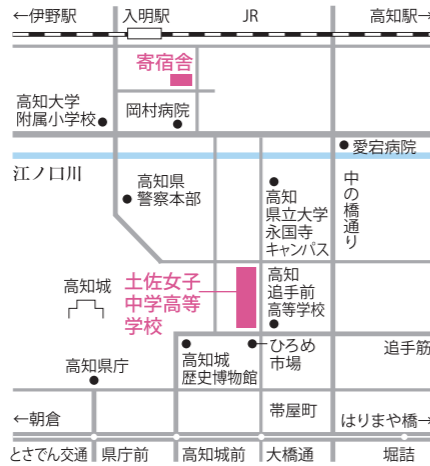 ←伊野駅
入明駅
JR
高知駅→
寄宿舎
高知大学
附属小学校
岡村病院
愛宕病院
江ノ口川
高知県
警察本部
高知
県立大学
永国寺
キャンパス
中の橋通り
高知城
土佐女子
中学高等
学校
高知
追手前
高等学校
高知城
歴史博物館
ひろめ
市場
追手筋
高知県庁
帯屋町
←朝倉
はりまや橋→
とさでん交通
県庁前
高知城前
大橋通
堀詰